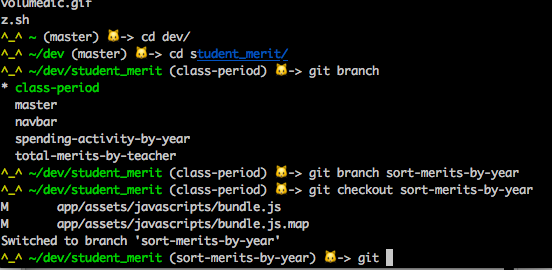 volumedic.gif
z.sh
^_^ ~ (master) 🐱-> cd dev/
^_^ ~/dev (master) 🐱-> cd student_merit/
^_^ ~/dev/student_merit (class-period) 🐱-> git branch
* class-period
  master
  navbar
  spending-activity-by-year
  total-merits-by-teacher
^_^ ~/dev/student_merit (class-period) 🐱-> git branch sort-merits-by-year
^_^ ~/dev/student_merit (class-period) 🐱-> git checkout sort-merits-by-year
M       app/assets/javascripts/bundle.js
M       app/assets/javascripts/bundle.js.map
Switched to branch 'sort-merits-by-year'
^_^ ~/dev/student_merit (sort-merits-by-year) 🐱-> git